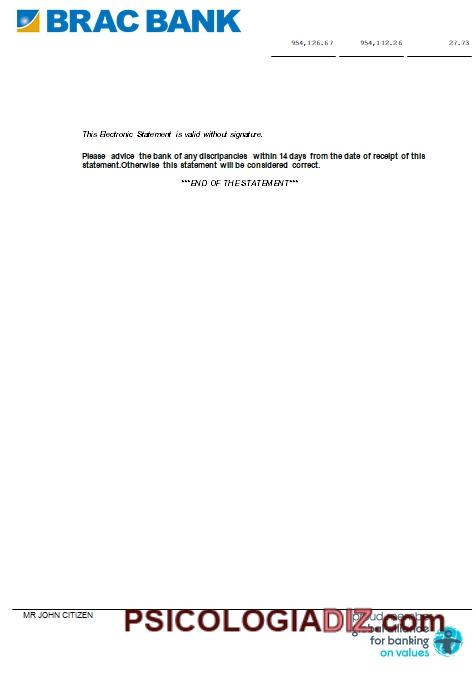 BRAC BANK
954,126.67 954,112.26 27.73
This Electronic Statement is valid without signature.
Please advice the bank of any discripancies within 14 days from the date of receipt of this
statement.Otherwise this statement will be considered correct.
***END OF THE STATEMENT***
MR JOHN CITIZEN
PSICOLOGIADIZ.com
proud member
global alliance
for banking
on values